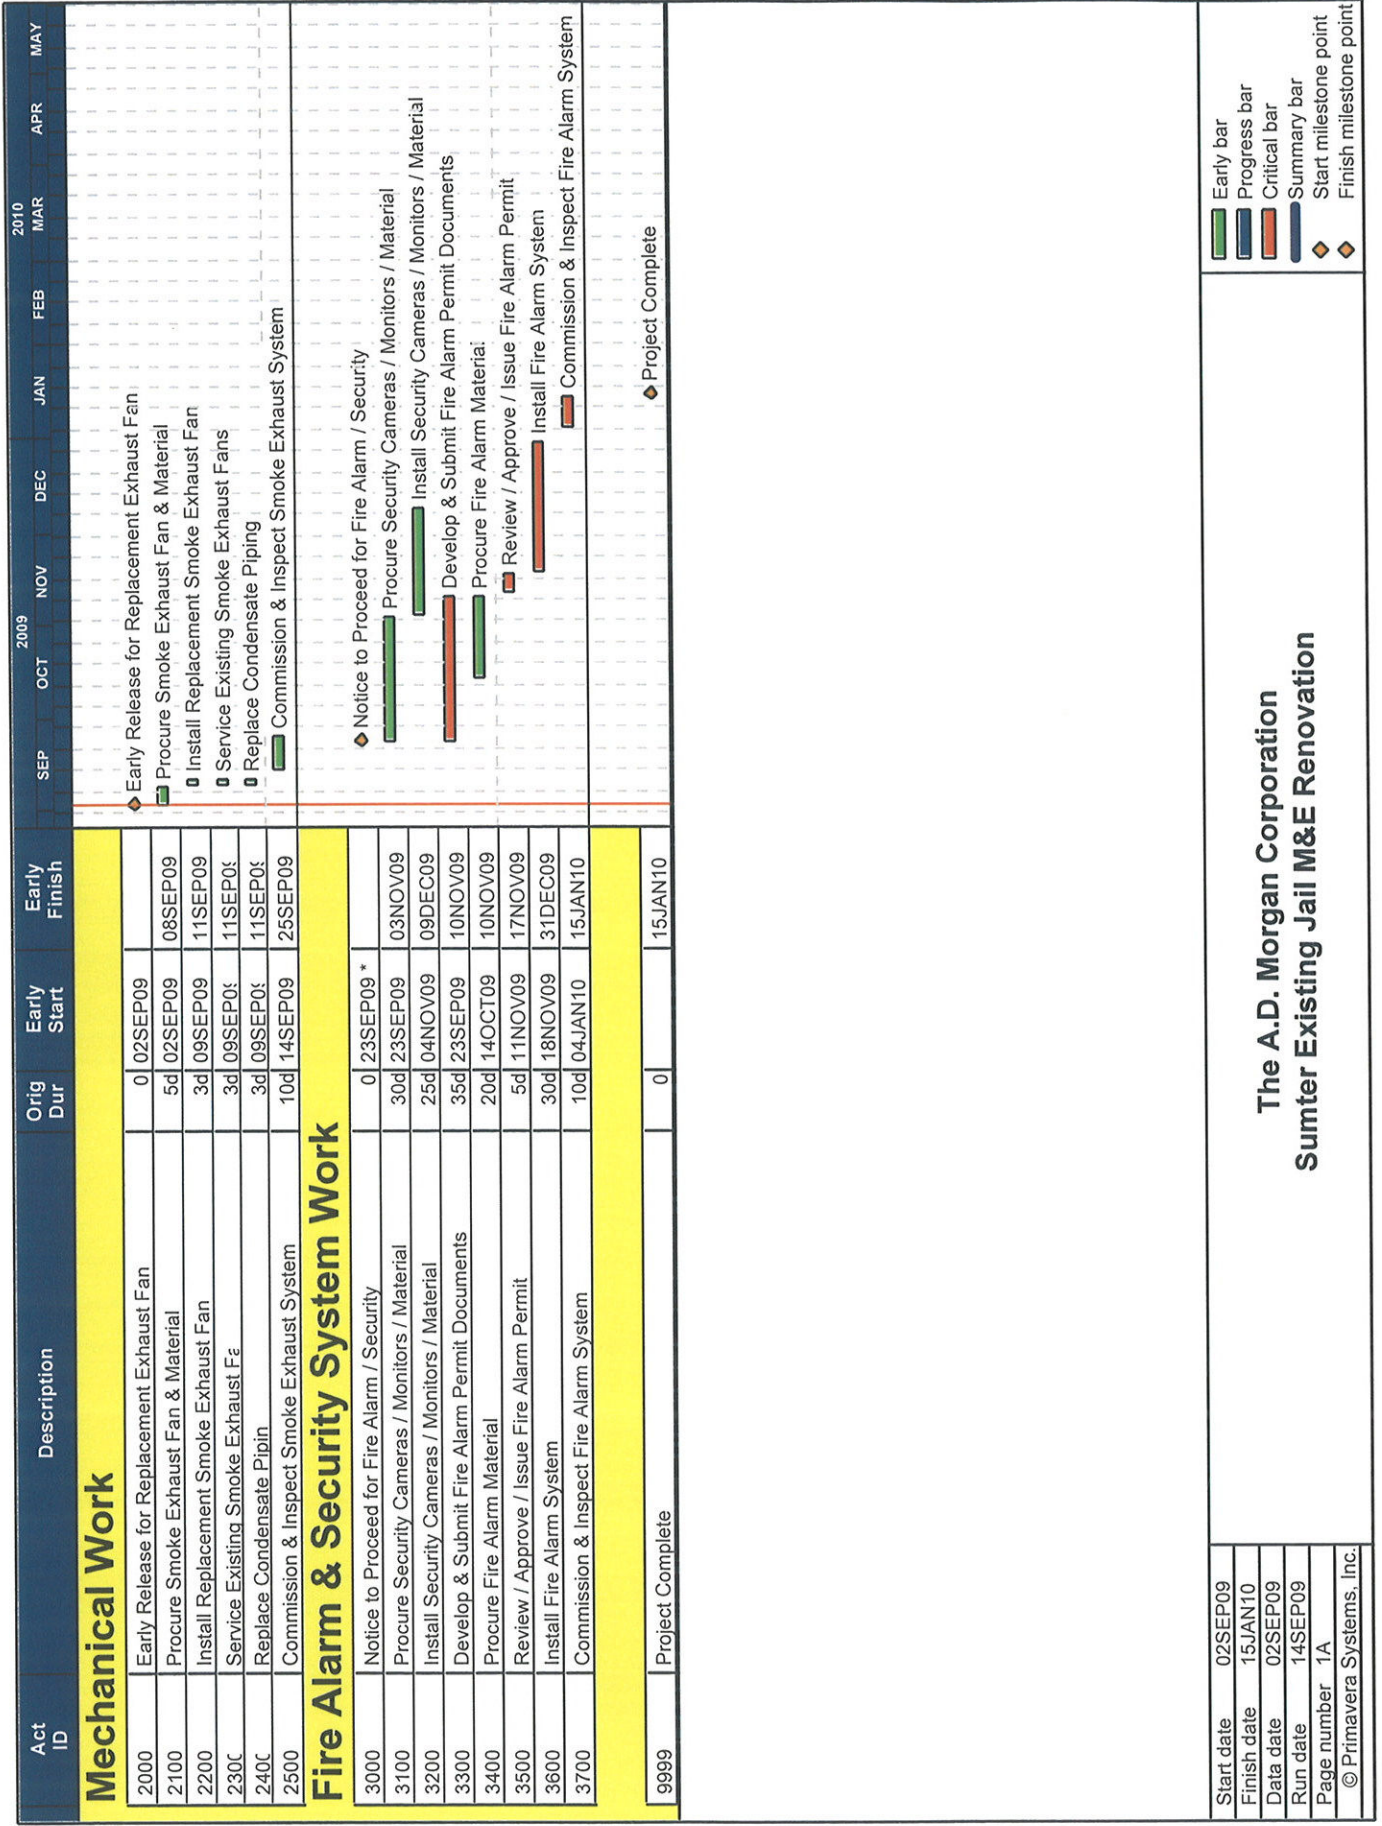 Act ID Description Orig Dur Early Start Early Finish
2009 2010
SEP OCT NOV DEC JAN FEB MAR APR MAY
Mechanical Work
2000 Early Release for Replacement Exhaust Fan 0 02SEP09 Early Release for Replacement Exhaust Fan
2100 Procure Smoke Exhaust Fan & Material 5d 02SEP09 08SEP09 Procure Smoke Exhaust Fan & Material
2200 Install Replacement Smoke Exhaust Fan 3d 09SEP09 11SEP09 Install Replacement Smoke Exhaust Fan
230 Service Existing Smoke Exhaust 3d 09SEP0 11SEP0 Service Existing Smoke Exhaust Fans
240 Replace Condensate Pipin 3d 09SEP0 11SEP0 Replace Condensate Piping
2500 Commission & Inspect Smoke Exhaust System 10d 14SEP09 25SEP09 Commission & Inspect Smoke Exhaust System
Fire Alarm & Security System Work
3000 Notice to Proceed for Fire Alarm / Security 0 23SEP09 * Notice to Proceed for Fire Alarm / Security
3100 Procure Security Cameras / Monitors / Material 30d 23SEP09 03NOV09 Procure Security Cameras / Monitors / Material
3200 Install Security Cameras / Monitors / Material 25d 04NOV09 09DEC09 Install Security Cameras / Monitors / Material
3300 Develop & Submit Fire Alarm Permit Documents 35d 23SEP09 10NOV09 Develop & Submit Fire Alarm Permit Documents
3400 Procure Fire Alarm Material 20d 14OCT09 10NOV09 Procure Fire Alarm Material
3500 Review / Approve / Issue Fire Alarm Permit 5d 11NOV09 17NOV09 Review / Approve / Issue Fire Alarm Permit
3600 Install Fire Alarm System 30d 18NOV09 31DEC09 Install Fire Alarm System
3700 Commission & Inspect Fire Alarm System 10d 04JAN10 15JAN10 Commission & Inspect Fire Alarm System
9999 Project Complete 0 15JAN10 Project Complete
Start date 02SEP09
Finish date 15JAN10
Data date 02SEP09
Run date 14SEP09
Page number 1A
© Primavera Systems, Inc.
The A.D. Morgan Corporation
Sumter Existing Jail M&E Renovation
Early bar
Progress bar
Critical bar
Summary bar
Start milestone point
Finish milestone point